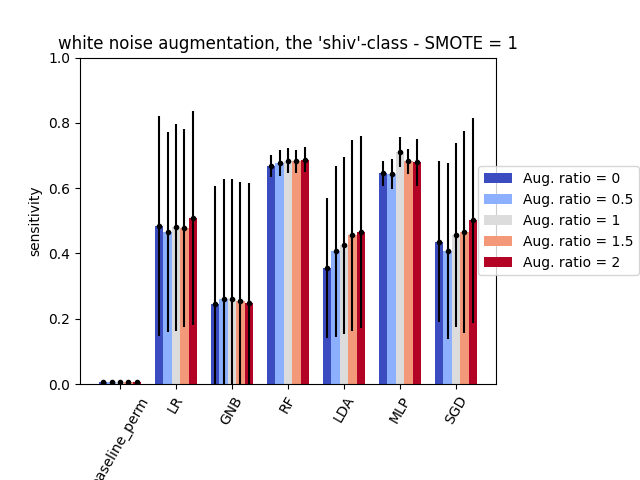 white noise augmentation, the 'shiv'-class - SMOTE = 1
1.0
0.8
0.6
0.4
0.2
0.0
sensitivity
Aug. ratio = 0
Aug. ratio = 0.5
Aug. ratio = 1
Aug. ratio = 1.5
Aug. ratio = 2
aseline_perm
LR
GNB
RF
LDA
MLP
SGD